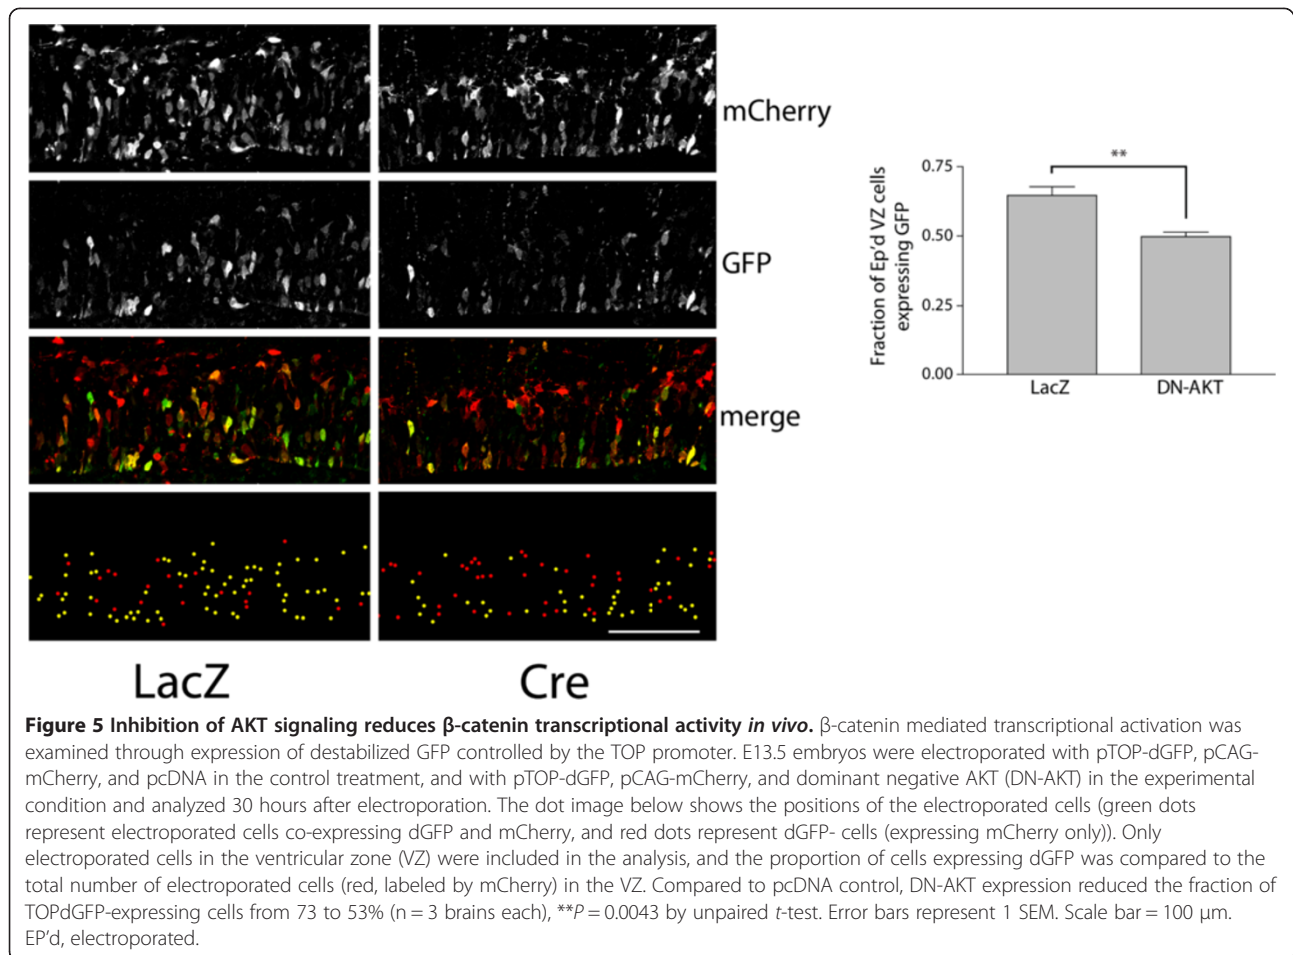 mCherry
GFP
merge
LacZ
Cre
Fraction of Ep'd VZ cells
expressing GFP
0.75
0.50
0.25
0.00
**
LacZ
DN-AKT
Figure 5 Inhibition of AKT signaling reduces β-catenin transcriptional activity in vivo. β-catenin mediated transcriptional activation was
examined through expression of destabilized GFP controlled by the TOP promoter. E13.5 embryos were electroporated with pTOP-dGFP, pCAG-
mCherry, and pcDNA in the control treatment, and with pTOP-dGFP, pCAG-mCherry, and dominant negative AKT (DN-AKT) in the experimental
condition and analyzed 30 hours after electroporation. The dot image below shows the positions of the electroporated cells (green dots
represent electroporated cells co-expressing dGFP and mCherry, and red dots represent dGFP- cells (expressing mCherry only)). Only
electroporated cells in the ventricular zone (VZ) were included in the analysis, and the proportion of cells expressing dGFP was compared to the
total number of electroporated cells (red, labeled by mCherry) in the VZ. Compared to pcDNA control, DN-AKT expression reduced the fraction of
TOPdGFP-expressing cells from 73 to 53% (n = 3 brains each), **P = 0.0043 by unpaired t-test. Error bars represent 1 SEM. Scale bar = 100 μm.
EP'd, electroporated.